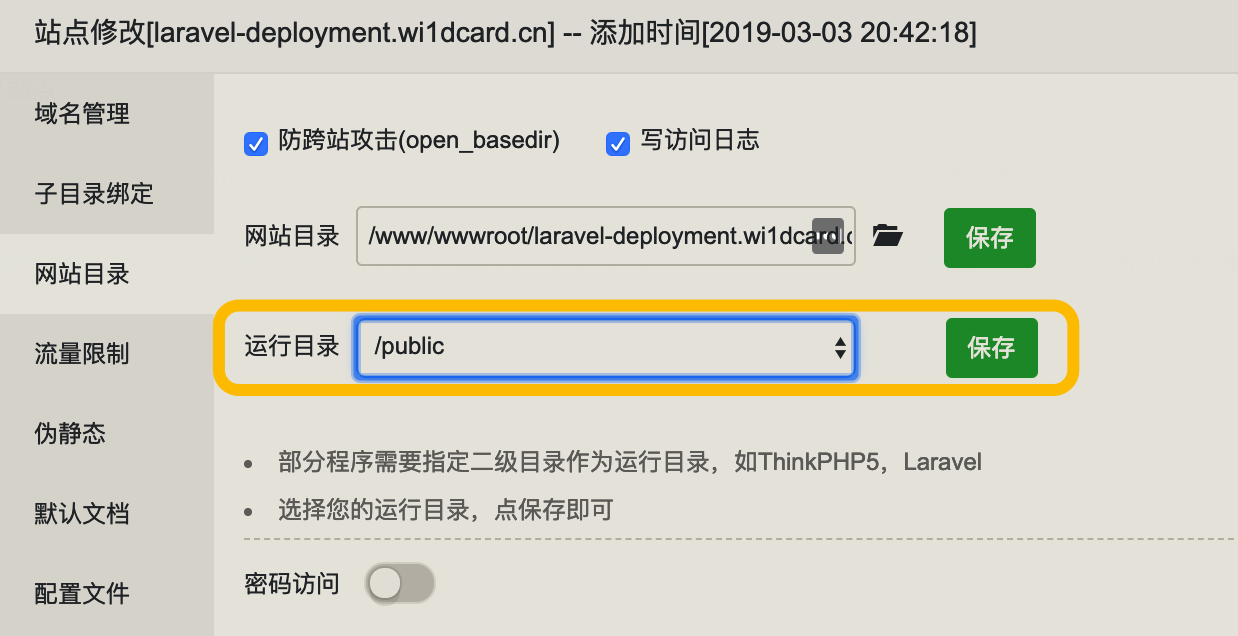 站点修改[laravel-deployment.wi1dcard.cn] -- 添加时间[2019-03-03 20:42:18]
域名管理
子目录绑定
网站目录
流量限制
伪静态
默认文档
配置文件
防跨站攻击(open_basedir) 写访问日志
网站目录 /www/wwwroot/laravel-deployment.wi1dcard.c 保存
运行目录 /public 保存
部分程序需要指定二级目录作为运行目录，如ThinkPHP5，Laravel
选择您的运行目录，点保存即可
密码访问